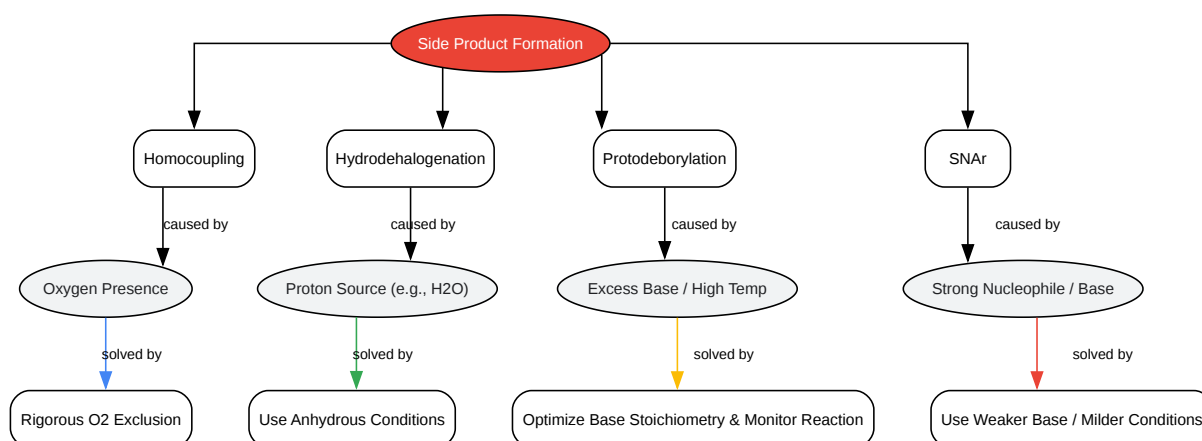 Side Product Formation
Homocoupling
Hydrodehalogenation
Protodeborylation
SNAr
caused by
caused by
caused by
caused by
Oxygen Presence
Proton Source (e.g., H2O)
Excess Base / High Temp
Strong Nucleophile / Base
solved by
solved by
solved by
solved by
Rigorous O2 Exclusion
Use Anhydrous Conditions
Optimize Base Stoichiometry & Monitor Reaction
Use Weaker Base / Milder Conditions